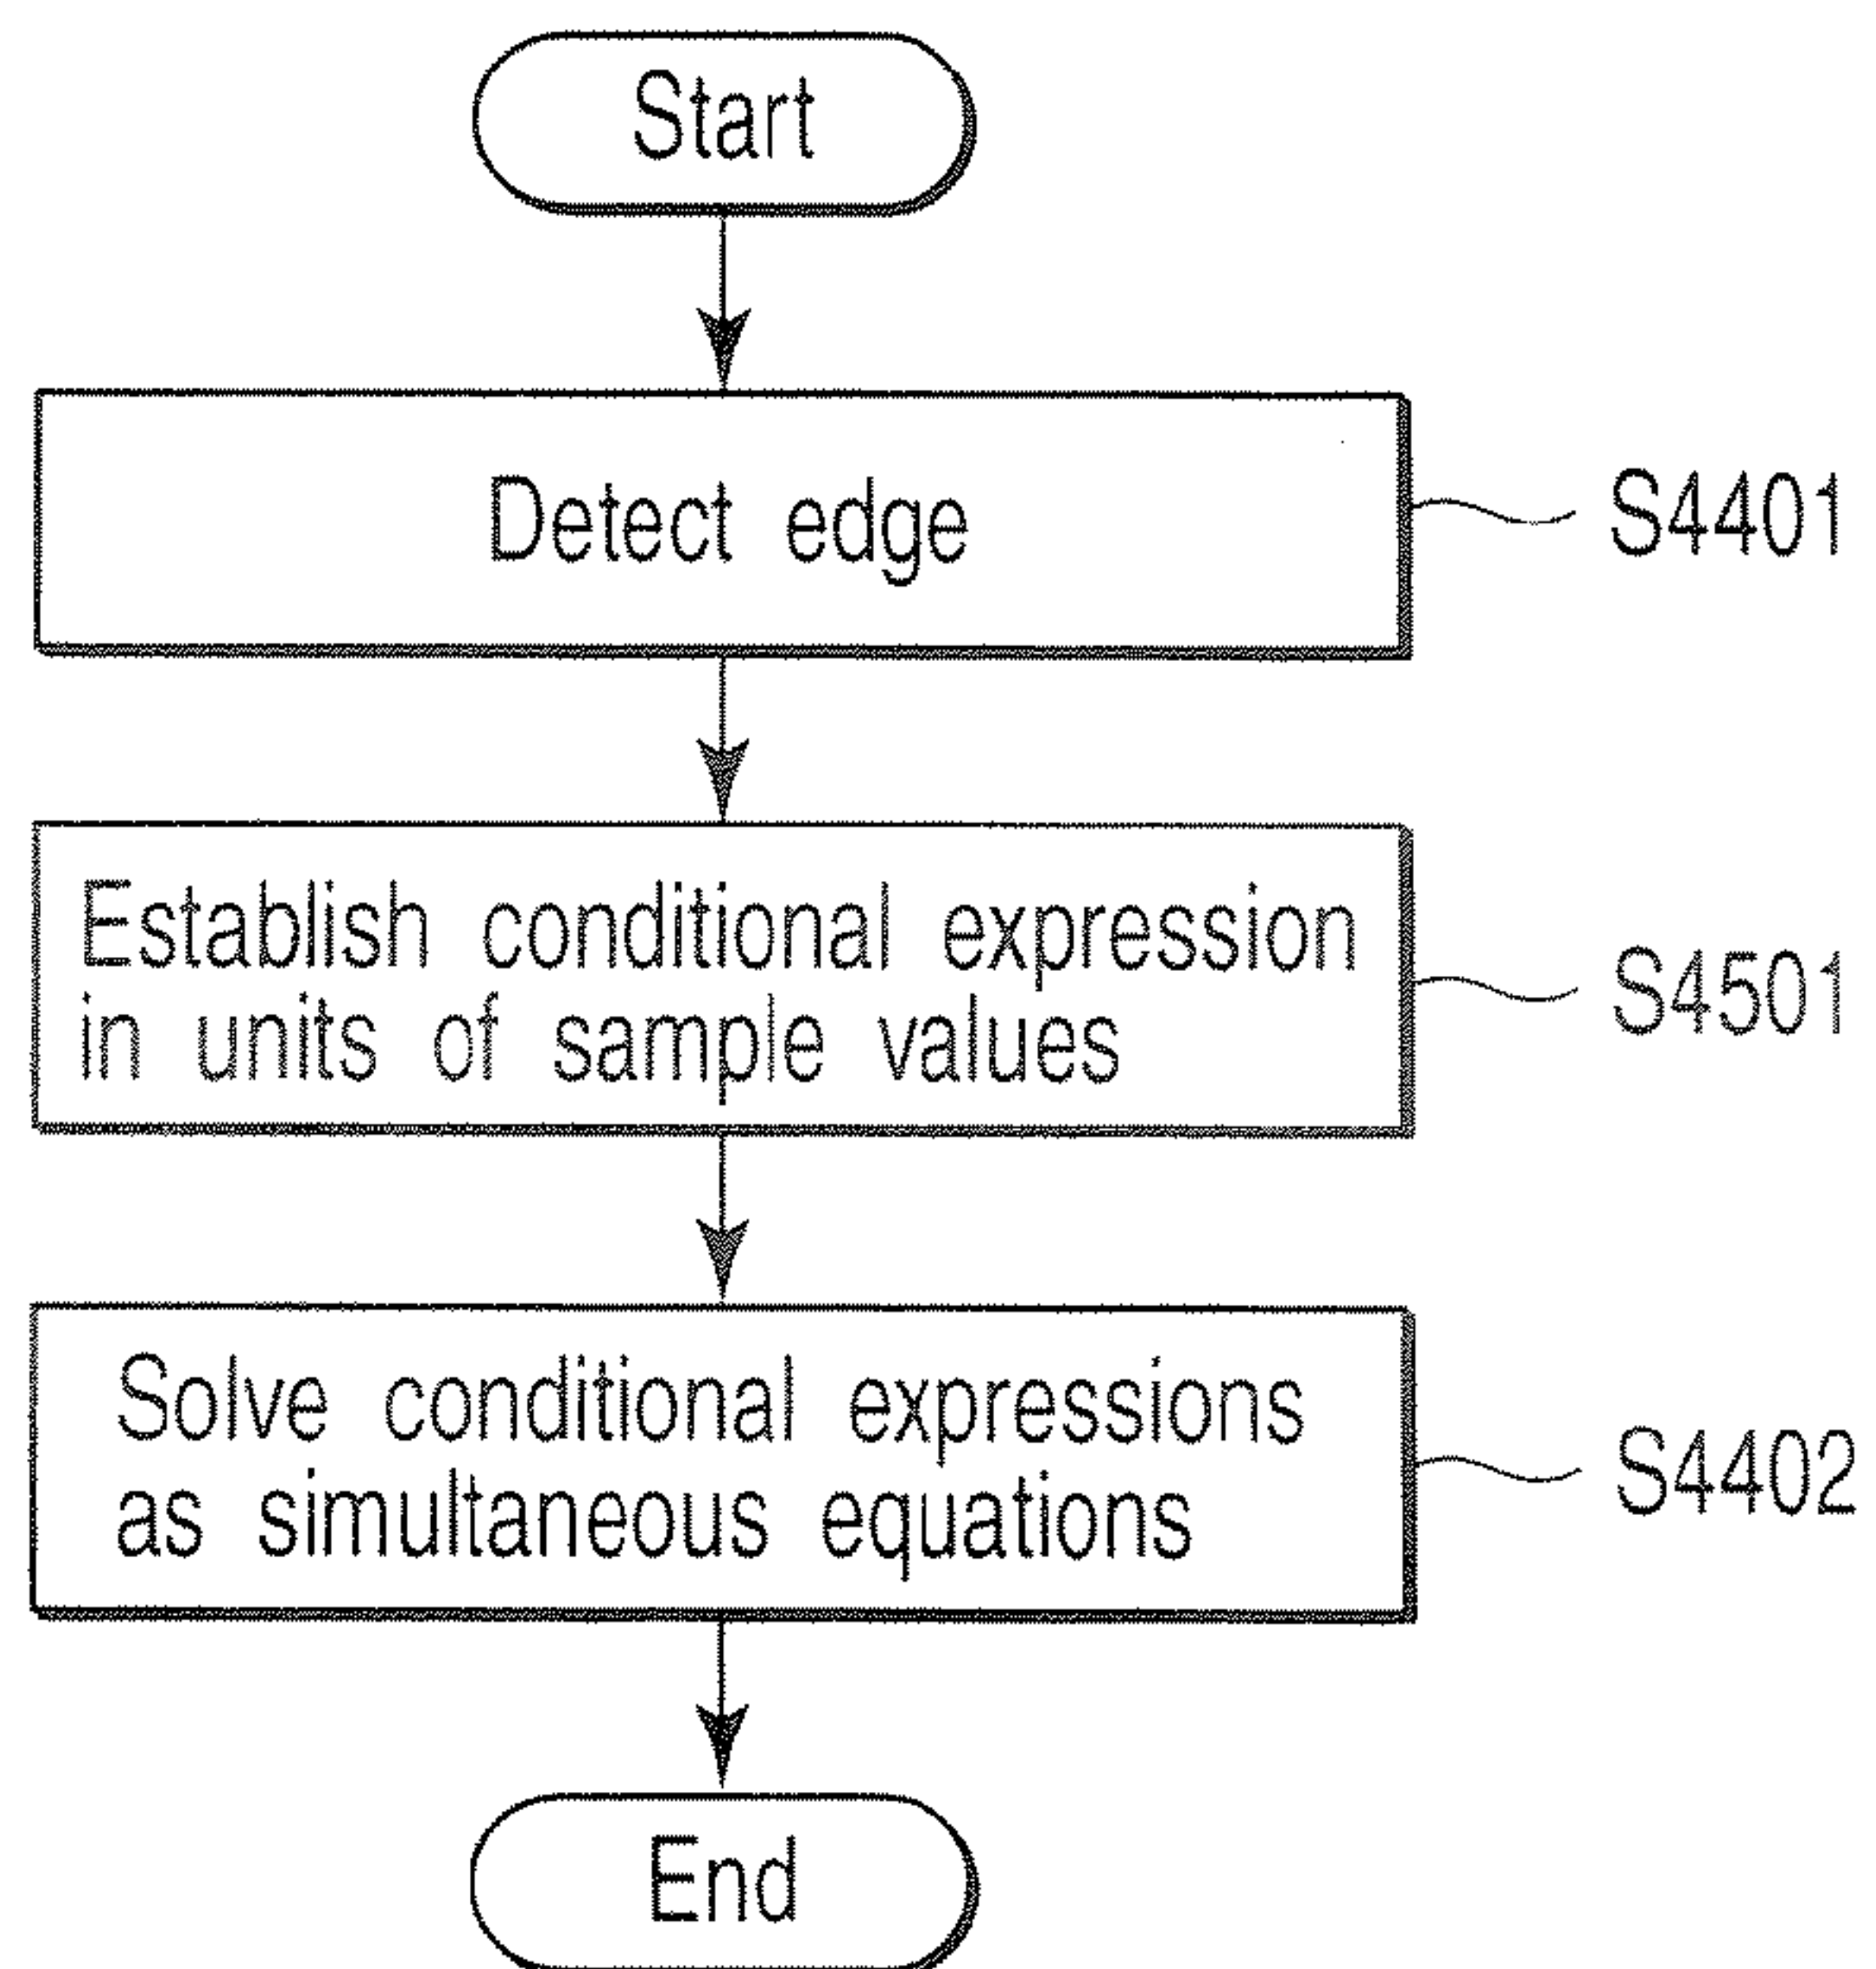 Start
Detect edge
S4401
Establish conditional expression
in units of sample values
S4501
Solve conditional expressions
as simultaneous equations
S4402
End